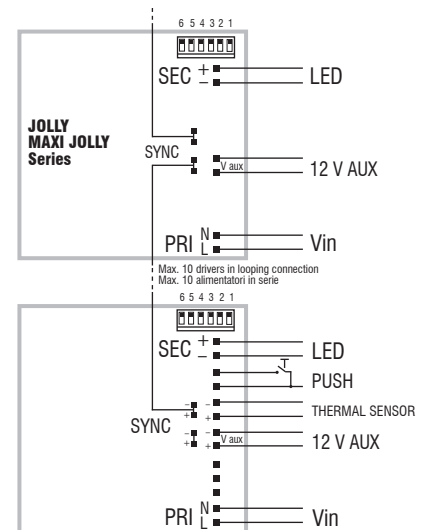 6 5 4 3 2 1
SEC + −
LED
JOLLY
MAXI JOLLY
Series
SYNC
V aux
12 V AUX
PRI N L
Vin
Max. 10 drivers in looping connection
Max. 10 alimentatori in serie
6 5 4 3 2 1
SEC + −
LED
PUSH
− + − +
THERMAL SENSOR
SYNC
− + − +
V aux
12 V AUX
PRI N L
Vin